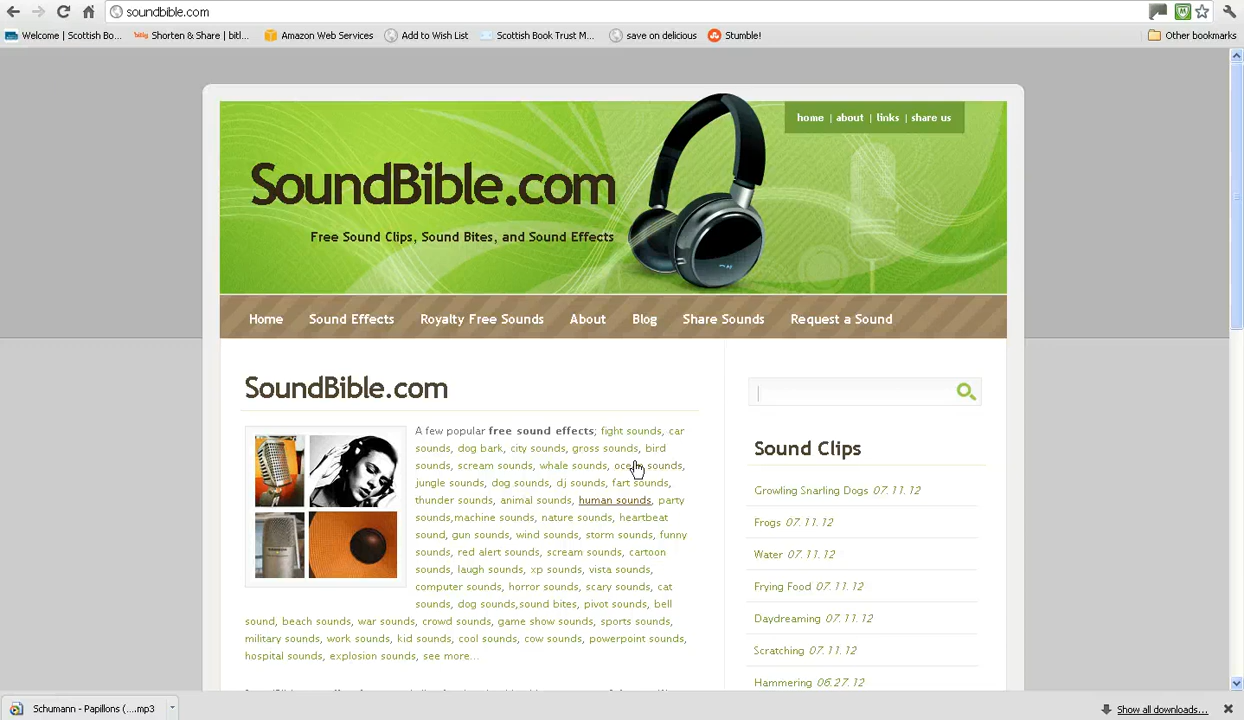 soundbible.com
Welcome | Scottish Bo... Shorten & Share | bitl... Amazon Web Services Add to Wish List Scottish Book Trust M... save on delicious Stumble! Other bookmarks
home | about | links | share us
SoundBible.com
Free Sound Clips, Sound Bites, and Sound Effects
Home Sound Effects Royalty Free Sounds About Blog Share Sounds Request a Sound
SoundBible.com
A few popular free sound effects; fight sounds, car
sounds, dog bark, city sounds, gross sounds, bird
sounds, scream sounds, whale sounds, ocean sounds,
jungle sounds, dog sounds, dj sounds, fart sounds,
thunder sounds, animal sounds, human sounds, party
sounds,machine sounds, nature sounds, heartbeat
sound, gun sounds, wind sounds, storm sounds, funny
sounds, red alert sounds, scream sounds, cartoon
sounds, laugh sounds, xp sounds, vista sounds,
computer sounds, horror sounds, scary sounds, cat
sounds, dog sounds,sound bites, pivot sounds, bell
sound, beach sounds, war sounds, crowd sounds, game show sounds, sports sounds,
military sounds, work sounds, kid sounds, cool sounds, cow sounds, powerpoint sounds,
hospital sounds, explosion sounds, see more...
Sound Clips
Growling Snarling Dogs 07.11.12
Frogs 07.11.12
Water 07.11.12
Frying Food 07.11.12
Daydreaming 07.11.12
Scratching 07.11.12
Hammering 06.27.12
Schumann - Papillons (....mp3
Show all downloads...